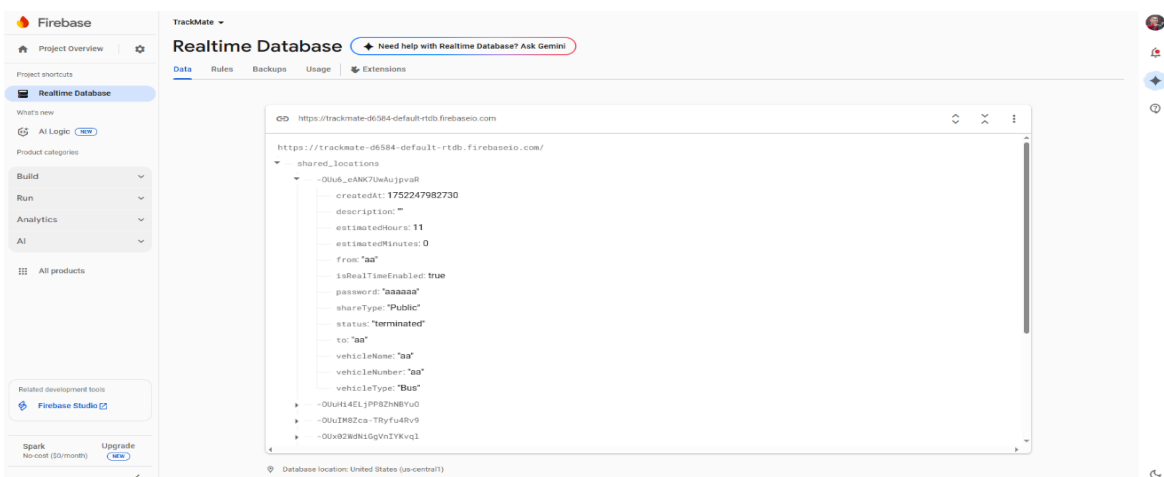 Firebase
Project Overview
Project shortcuts
Realtime Database
What's new
AI Logic NEW
Product categories
Build
Run
Analytics
AI
All products
Related development tools
Firebase Studio
Spark
No-cost ($0/month)
Upgrade
NEW
TrackMate
Realtime Database
Need help with Realtime Database? Ask Gemini
Data Rules Backups Usage Extensions
https://trackmate-d6584-default-rtdb.firebaseio.com
https://trackmate-d6584-default-rtdb.firebaseio.com/
shared_locations
-OUu6_eANK7UwAujpvaR
createdAt: 1752247982730
description: ""
estimatedHours: 11
estimatedMinutes: 0
from: "aa"
isRealTimeEnabled: true
password: "aaaaaa"
shareType: "Public"
status: "terminated"
to: "aa"
vehicleName: "aa"
vehicleNumber: "aa"
vehicleType: "Bus"
-OUuHi4ELjPP8ZhNBYuO
-OUuIM8Zca-TRyfu4Rv9
-OUx02WdNiGgVnIYKvql
Database location: United States (us-central1)